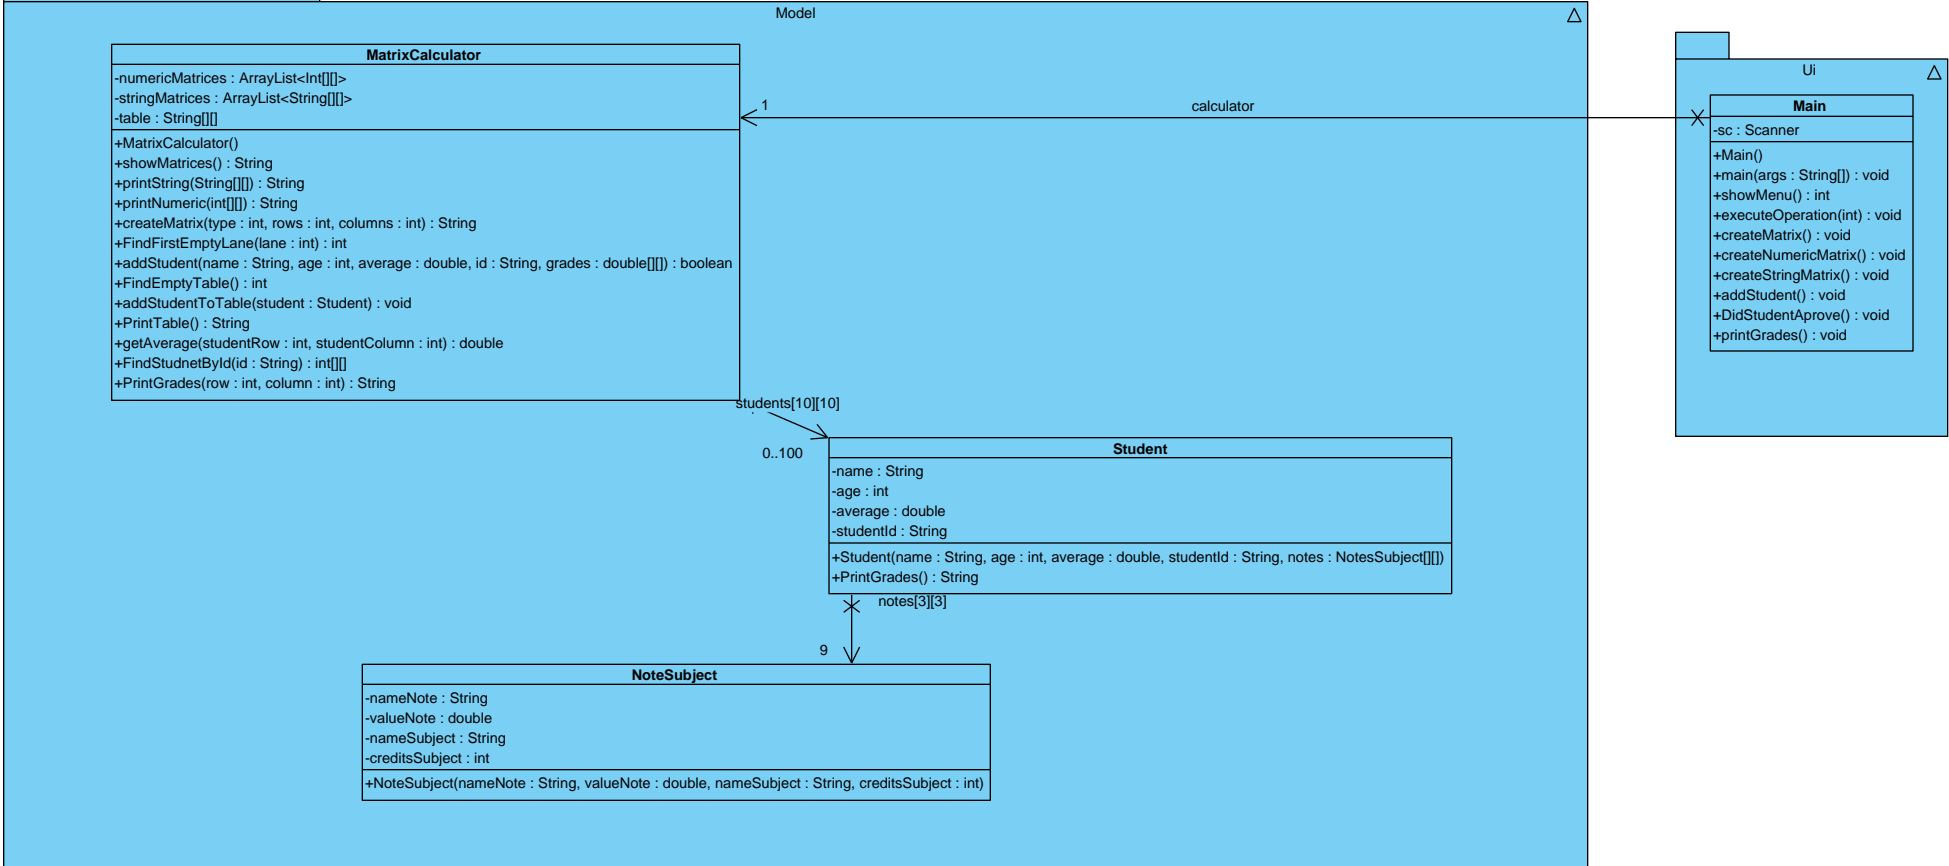 Model
MatrixCalculator
-numericMatrices : ArrayList<Int[][]>
-stringMatrices : ArrayList<String[][]>
-table : String[][]
+MatrixCalculator()
+showMatrices() : String
+printString(String[][]) : String
+printNumeric(int[][]) : String
+createMatrix(type : int, rows : int, columns : int) : String
+FindFirstEmptyLane(lane : int) : int
+addStudent(name : String, age : int, average : double, id : String, grades : double[][]) : boolean
+FindEmptyTable() : int
+addStudentToTable(student : Student) : void
+PrintTable() : String
+getAverage(studentRow : int, studentColumn : int) : double
+FindStudnetById(id : String) : int[][]
+PrintGrades(row : int, column : int) : String
1
calculator
Ui
Main
-sc : Scanner
+Main()
+main(args : String[]) : void
+showMenu() : int
+executeOperation(int) : void
+createMatrix() : void
+createNumericMatrix() : void
+createStringMatrix() : void
+addStudent() : void
+DidStudentAprove() : void
+printGrades() : void
students[10][10]
0..100
Student
-name : String
-age : int
-average : double
-studentId : String
+Student(name : String, age : int, average : double, studentId : String, notes : NotesSubject[][])
+PrintGrades() : String
notes[3][3]
9
NoteSubject
-nameNote : String
-valueNote : double
-nameSubject : String
-creditsSubject : int
+NoteSubject(nameNote : String, valueNote : double, nameSubject : String, creditsSubject : int)